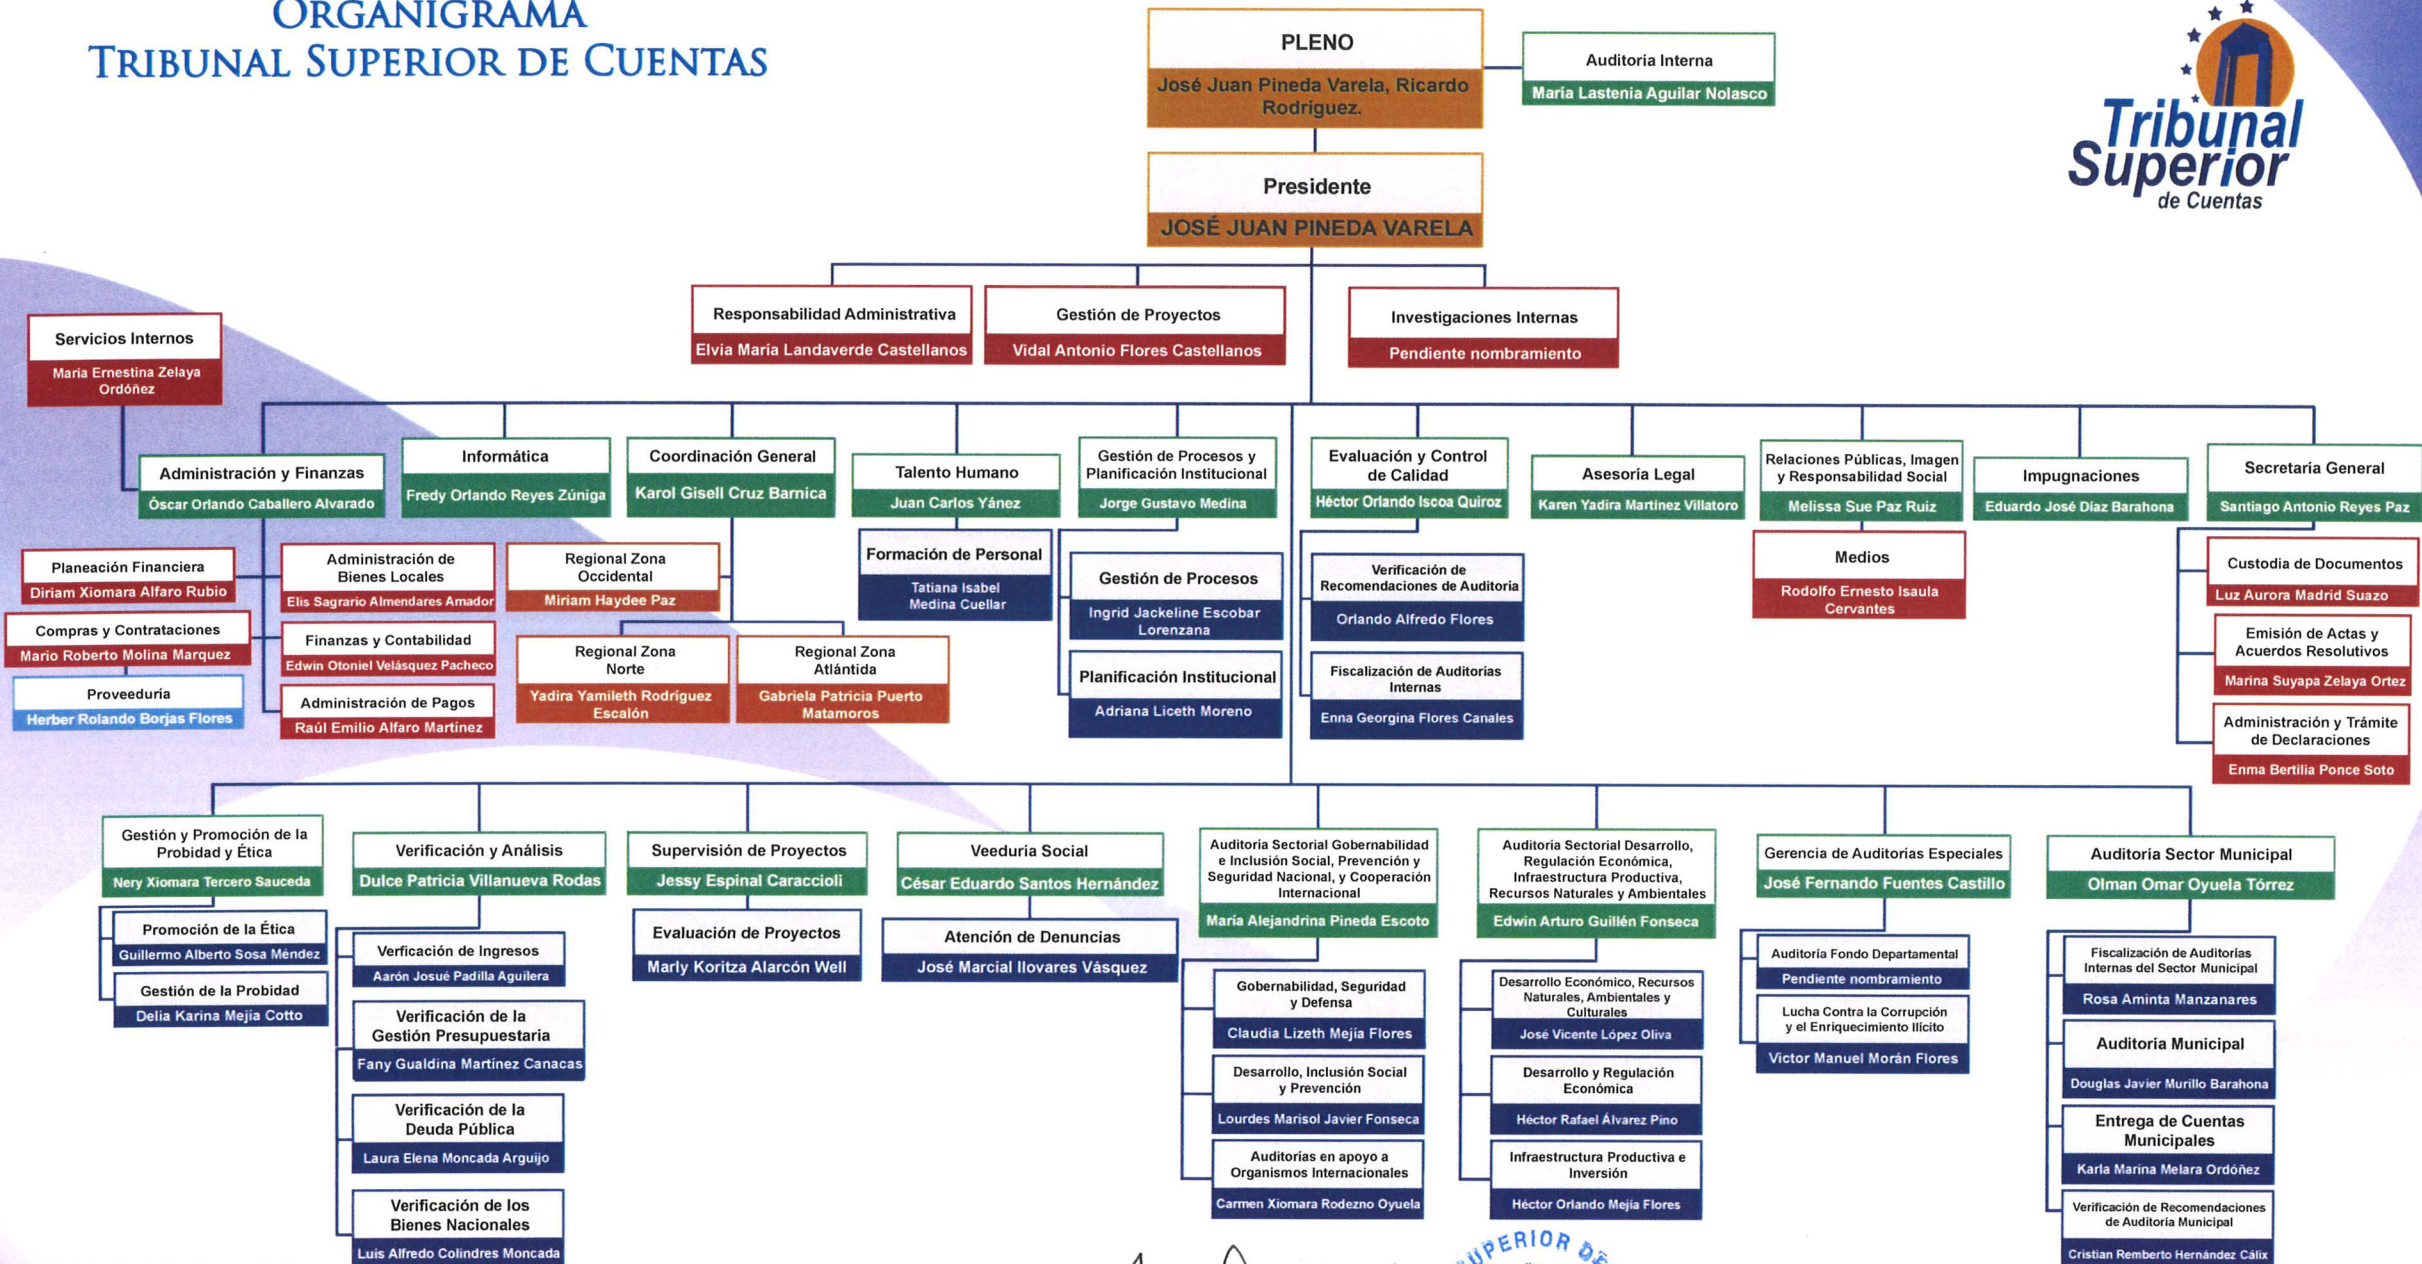 ORGANIGRAMA
TRIBUNAL SUPERIOR DE CUENTAS
PLENO
José Juan Pineda Varela, Ricardo
Rodríguez.
Auditoría Interna
María Lastenia Aguilar Nolasco
Tribunal
Superior
de Cuentas
Presidente
JOSÉ JUAN PINEDA VARELA
Responsabilidad Administrativa
Elvia María Landaverde Castellanos
Gestión de Proyectos
Vidal Antonio Flores Castellanos
Investigaciones Internas
Pendiente nombramiento
Servicios Internos
María Ernestina Zelaya
Ordóñez
Administración y Finanzas
Óscar Orlando Caballero Alvarado
Informática
Fredy Orlando Reyes Zúniga
Coordinación General
Karol Gisell Cruz Barnica
Talento Humano
Juan Carlos Yánez
Gestión de Procesos y
Planificación Institucional
Jorge Gustavo Medina
Evaluación y Control
de Calidad
Héctor Orlando Iscoa Quiroz
Asesoría Legal
Karen Yadira Martínez Villatoro
Relaciones Públicas, Imagen
y Responsabilidad Social
Melissa Sue Paz Ruiz
Impugnaciones
Eduardo José Díaz Barahona
Secretaría General
Santiago Antonio Reyes Paz
Planeación Financiera
Diriam Xiomara Alfaro Rubio
Compras y Contrataciones
Mario Roberto Molina Marquez
Proveeduría
Herber Rolando Borjas Flores
Administración de
Bienes Locales
Elis Sagrario Almendares Amador
Finanzas y Contabilidad
Edwin Otoniel Velásquez Pacheco
Administración de Pagos
Raúl Emilio Alfaro Martínez
Regional Zona
Occidental
Miriam Haydee Paz
Regional Zona
Norte
Yadira Yamileth Rodríguez
Escalón
Regional Zona
Atlántida
Gabriela Patricia Puerto
Matamoros
Formación de Personal
Tatiana Isabel
Medina Cuellar
Gestión de Procesos
Ingrid Jackeline Escobar
Lorenzana
Planificación Institucional
Adriana Liceth Moreno
Verificación de
Recomendaciones de Auditoría
Orlando Alfredo Flores
Fiscalización de Auditorías
Internas
Enna Georgina Flores Canales
Medios
Rodolfo Ernesto Isaula
Cervantes
Custodia de Documentos
Luz Aurora Madrid Suazo
Emisión de Actas y
Acuerdos Resolutivos
Marina Suyapa Zelaya Ortez
Administración y Trámite
de Declaraciones
Enma Bertilia Ponce Soto
Gestión y Promoción de la
Probidad y Ética
Nery Xiomara Tercero Sauceda
Promoción de la Ética
Guillermo Alberto Sosa Méndez
Gestión de la Probidad
Delia Karina Mejía Cotto
Verificación y Análisis
Dulce Patricia Villanueva Rodas
Verficación de Ingresos
Aarón Josué Padilla Aguilera
Verificación de la
Gestión Presupuestaria
Fany Gualdina Martínez Canacas
Verificación de la
Deuda Pública
Laura Elena Moncada Arguijo
Verificación de los
Bienes Nacionales
Luis Alfredo Colindres Moncada
Supervisión de Proyectos
Jessy Espinal Caraccioli
Evaluación de Proyectos
Marly Koritza Alarcón Well
Veeduría Social
César Eduardo Santos Hernández
Atención de Denuncias
José Marcial Ilovares Vásquez
Auditoría Sectorial Gobernabilidad
e Inclusión Social, Prevención y
Seguridad Nacional, y Cooperación
Internacional
María Alejandrina Pineda Escoto
Gobernabilidad, Seguridad
y Defensa
Claudia Lizeth Mejía Flores
Desarrollo, Inclusión Social
y Prevención
Lourdes Marisol Javier Fonseca
Auditorías en apoyo a
Organismos Internacionales
Carmen Xiomara Rodezno Oyuela
Auditoría Sectorial Desarrollo,
Regulación Económica,
Infraestructura Productiva,
Recursos Naturales y Ambientales
Edwin Arturo Guillén Fonseca
Desarrollo Económico, Recursos
Naturales, Ambientales y
Culturales
José Vicente López Oliva
Desarrollo y Regulación
Económica
Héctor Rafael Álvarez Pino
Infraestructura Productiva e
Inversión
Héctor Orlando Mejía Flores
Gerencia de Auditorías Especiales
José Fernando Fuentes Castillo
Auditoría Fondo Departamental
Pendiente nombramiento
Lucha Contra la Corrupción
y el Enriquecimiento Ilícito
Victor Manuel Morán Flores
Auditoría Sector Municipal
Olman Omar Oyuela Tórrez
Fiscalización de Auditorías
Internas del Sector Municipal
Rosa Aminta Manzanares
Auditoría Municipal
Douglas Javier Murillo Barahona
Entrega de Cuentas
Municipales
Karla Marina Melara Ordóñez
Verificación de Recomendaciones
de Auditoría Municipal
Cristian Remberto Hernández Cálix
SUPERIOR DE